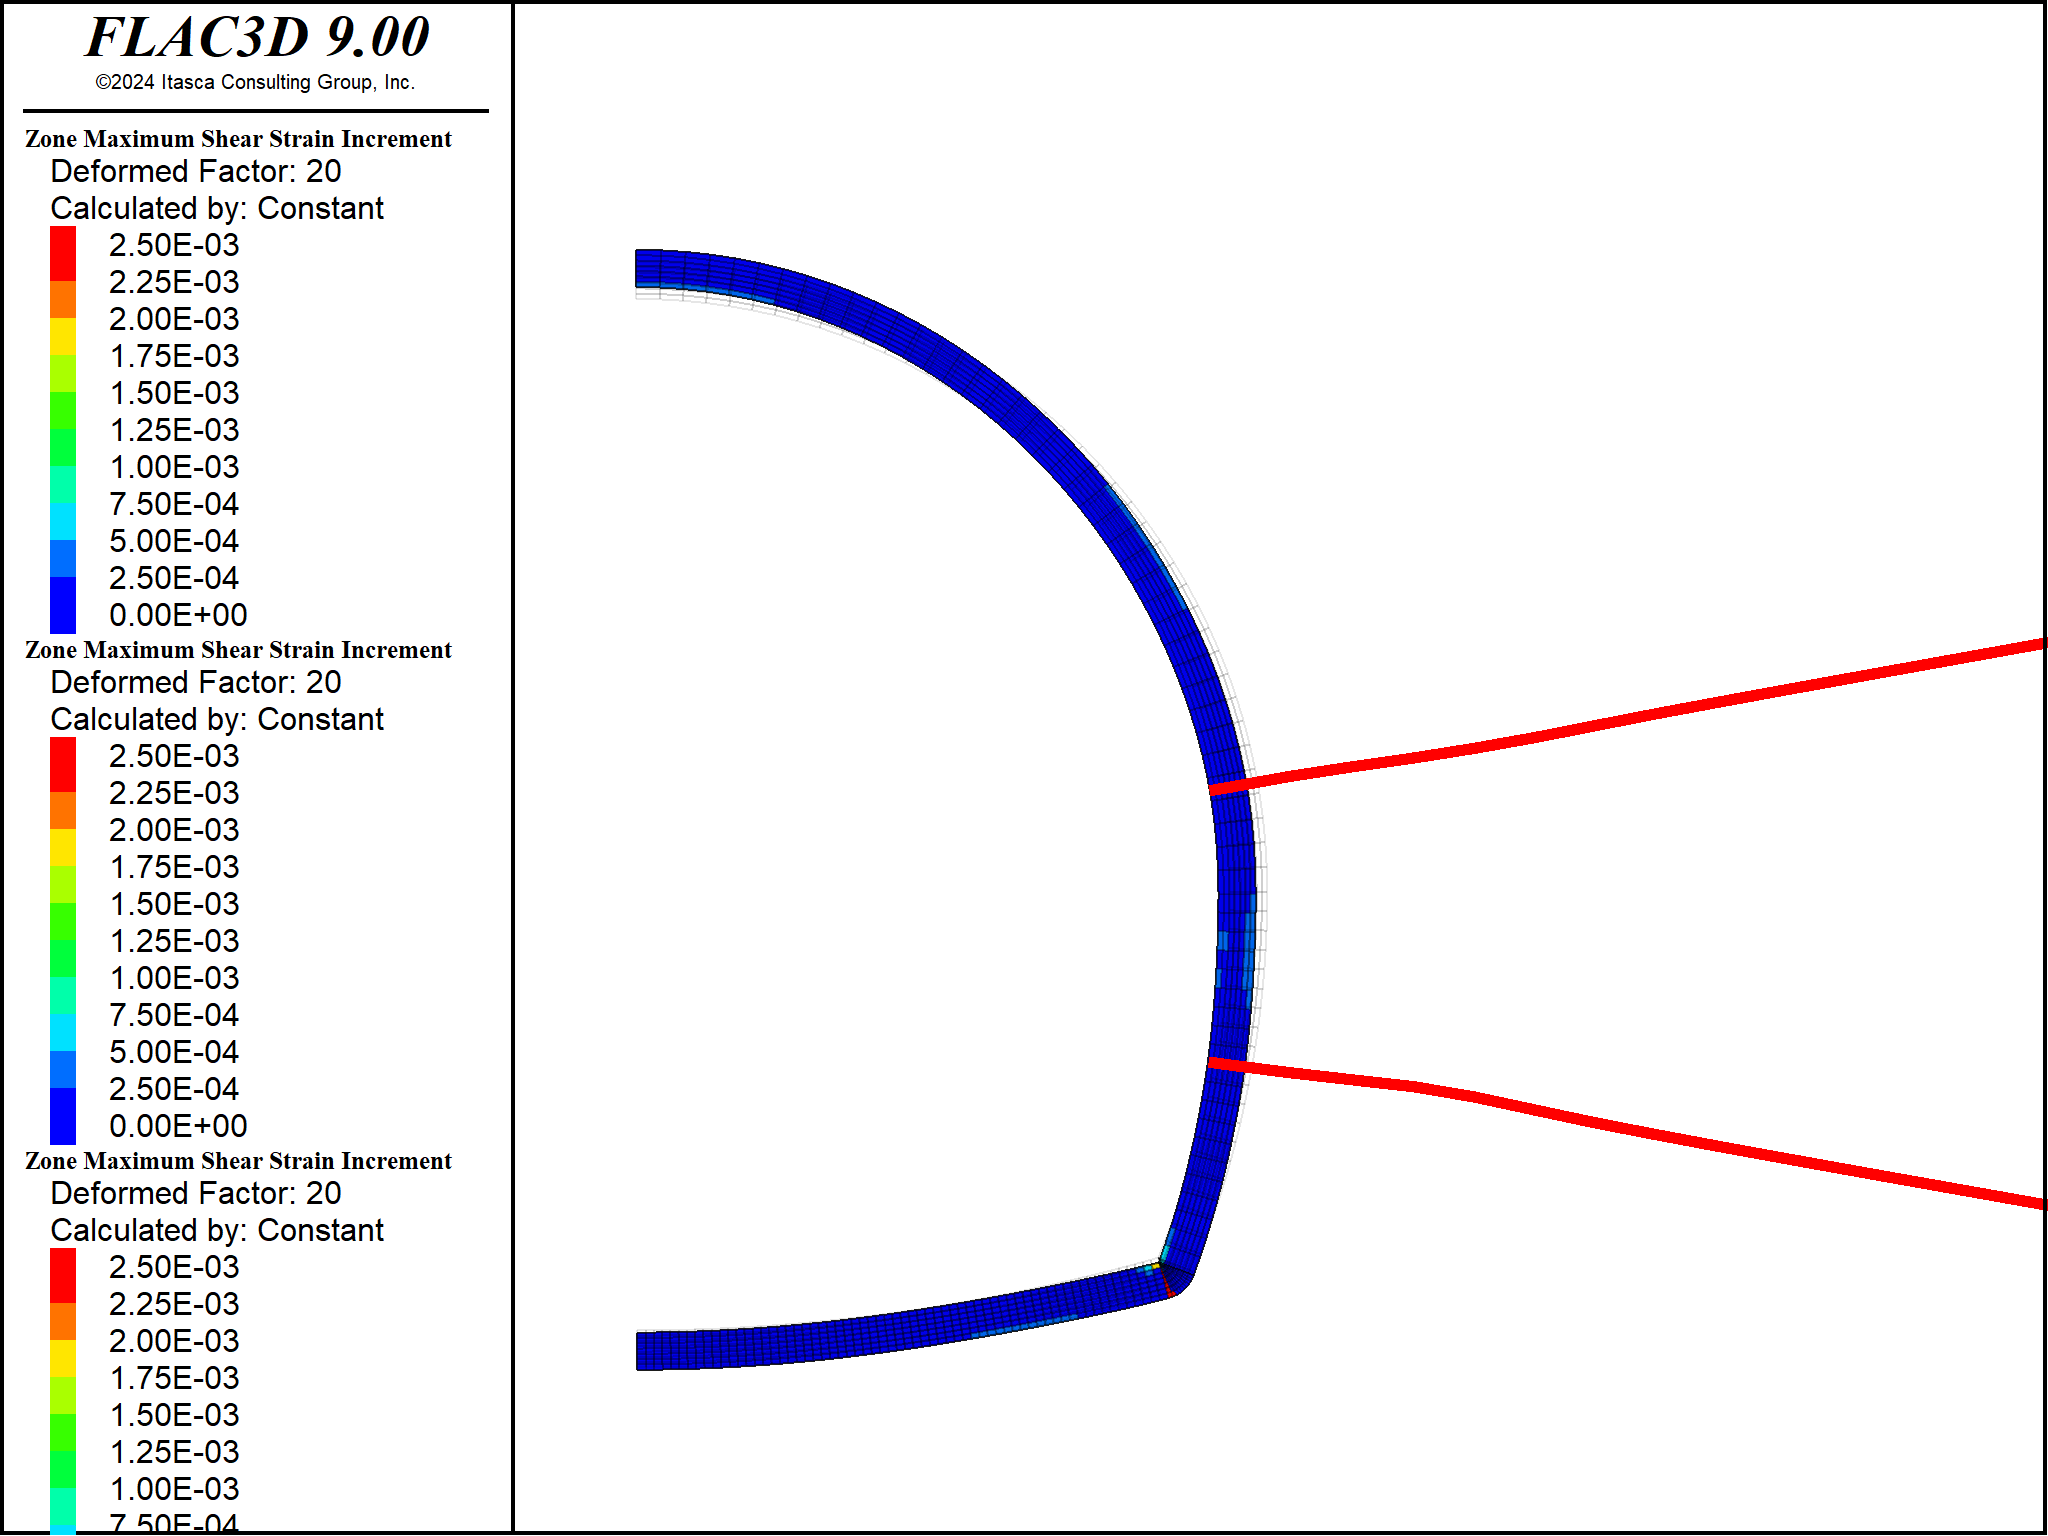 FLAC3D 9.00
©2024 Itasca Consulting Group, Inc.
Zone Maximum Shear Strain Increment
Deformed Factor: 20
Calculated by: Constant
2.50E-03
2.25E-03
2.00E-03
1.75E-03
1.50E-03
1.25E-03
1.00E-03
7.50E-04
5.00E-04
2.50E-04
0.00E+00
Zone Maximum Shear Strain Increment
Deformed Factor: 20
Calculated by: Constant
2.50E-03
2.25E-03
2.00E-03
1.75E-03
1.50E-03
1.25E-03
1.00E-03
7.50E-04
5.00E-04
2.50E-04
0.00E+00
Zone Maximum Shear Strain Increment
Deformed Factor: 20
Calculated by: Constant
2.50E-03
2.25E-03
2.00E-03
1.75E-03
1.50E-03
1.25E-03
1.00E-03
7.50E-04